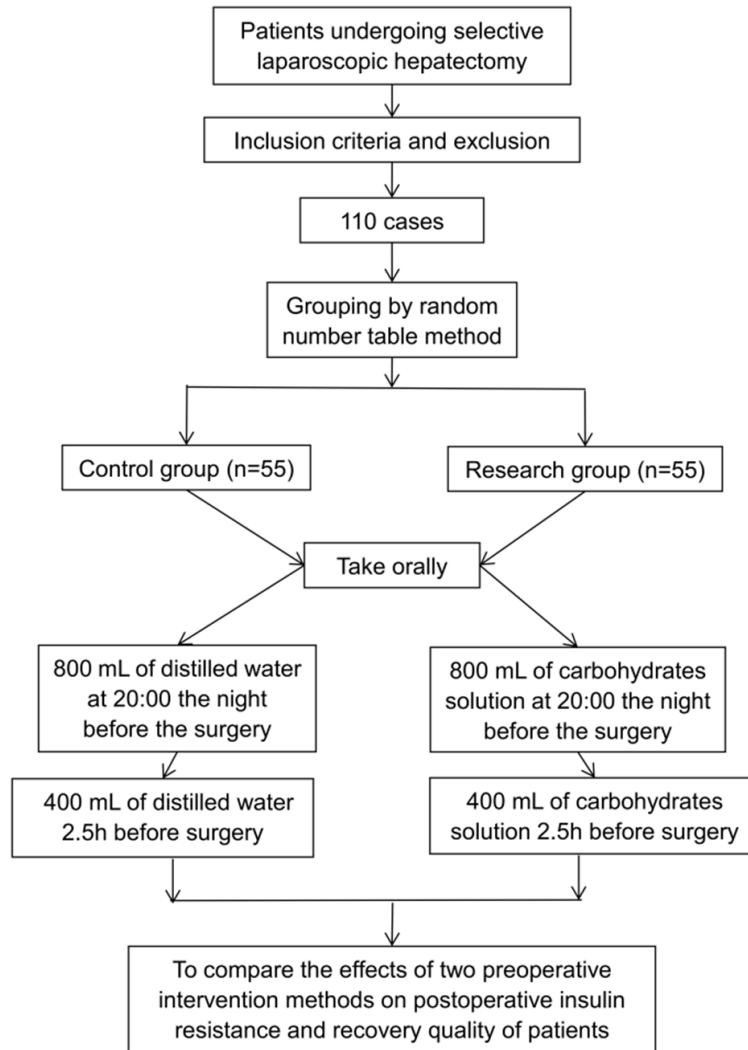 Patients undergoing selective
laparoscopic hepatectomy
Inclusion criteria and exclusion
110 cases
Grouping by random
number table method
Control group (n=55)
Research group (n=55)
Take orally
800 mL of distilled water
at 20:00 the night
before the surgery
800 mL of carbohydrates
solution at 20:00 the night
before the surgery
400 mL of distilled water
2.5h before surgery
400 mL of carbohydrates
solution 2.5h before surgery
To compare the effects of two preoperative
intervention methods on postoperative insulin
resistance and recovery quality of patients